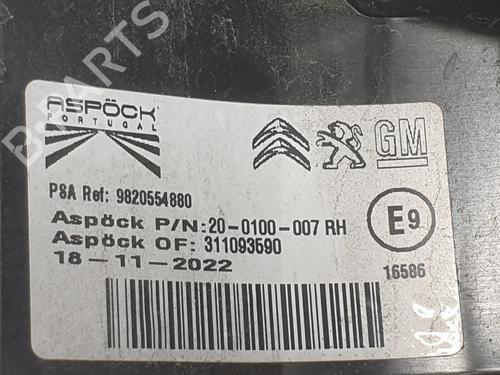 ASPÖCK
PORTUGAL
GM
PSA Ref: 9820554880
Aspöck P/N: 20-0100-007 RH
Aspöck OF: 311093690
18-11-2022
E9
16586
B-PARTS